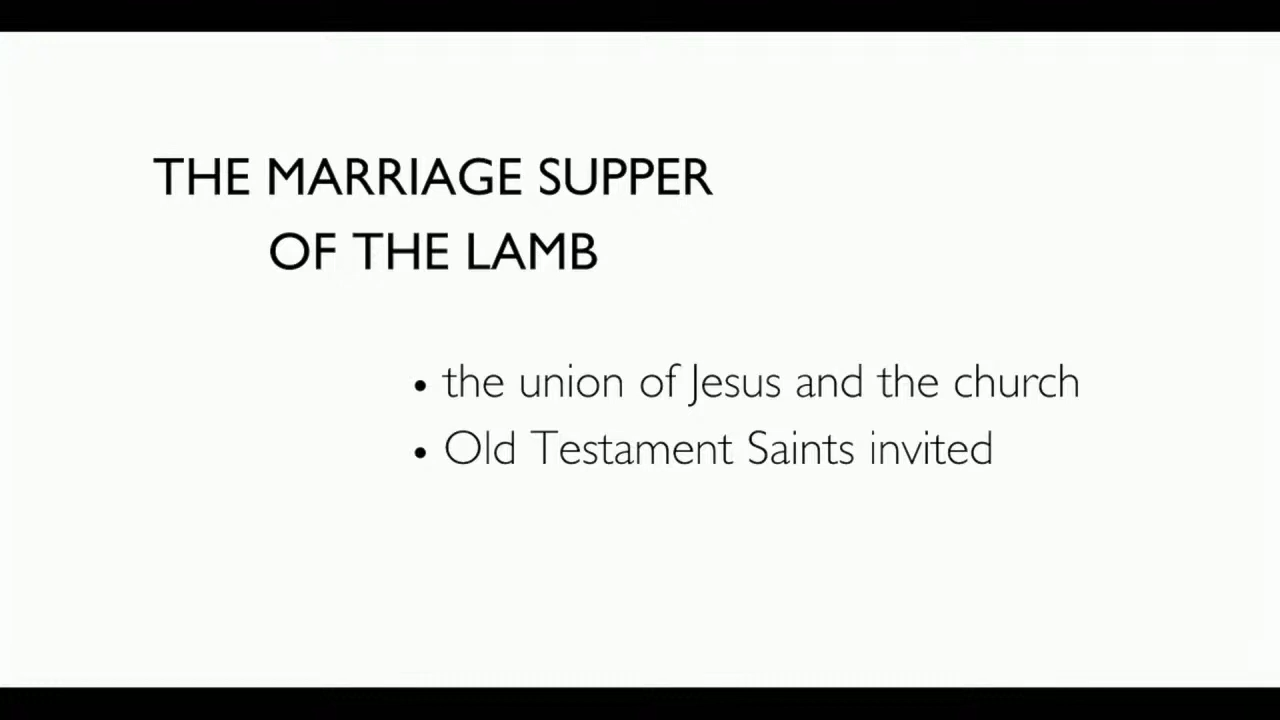 THE MARRIAGE SUPPER
OF THE LAMB
• the union of Jesus and the church
• Old Testament Saints invited